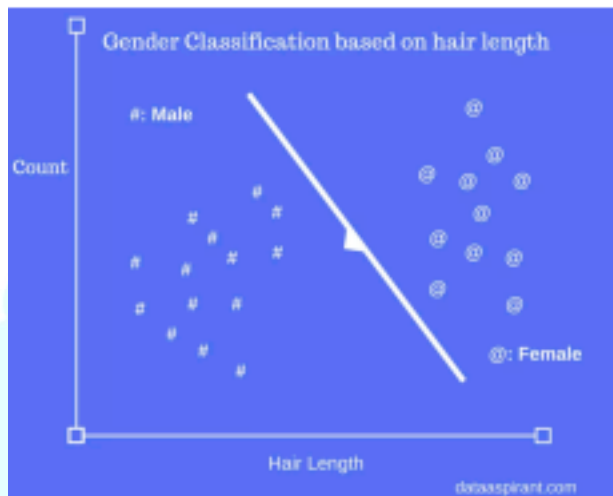 Gender Classification based on hair length
#: Male
Count
@: Female
Hair Length
dataaspirant.com